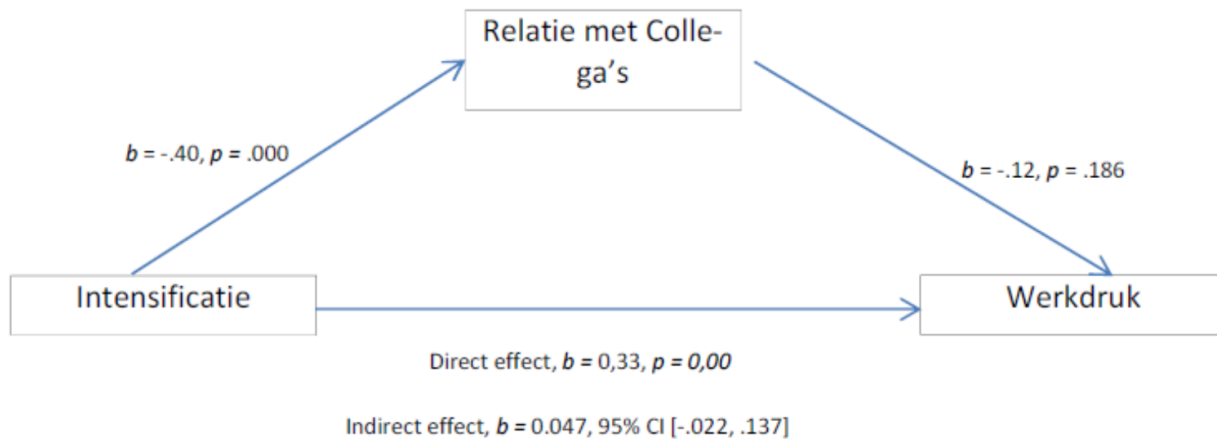 Relatie met Colle-
ga's
b = -.40, p = .000
b = -.12, p = .186
Intensificatie
Werkdruk
Direct effect, b = 0,33, p = 0,00
Indirect effect, b = 0.047, 95% CI [-.022, .137]